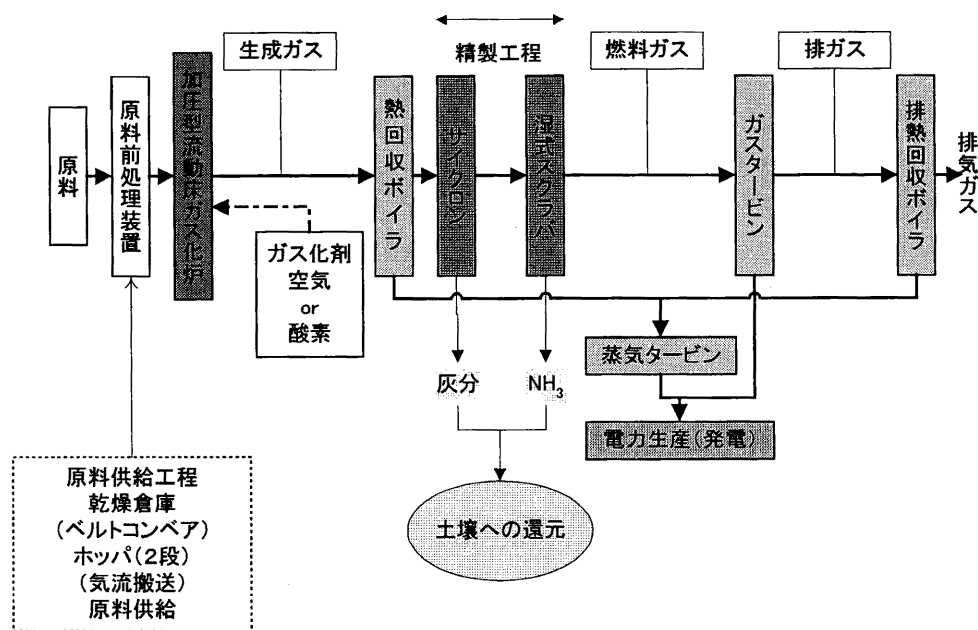 生成ガス
精製工程
燃料ガス
排ガス
原料
原料前処理装置
加圧型流動床ガス化炉
熱回収ボイラ
サイクロン
湿式スクラバ
ガスタービン
排熱回収ボイラ
排気ガス
ガス化剤
空気
or
酸素
蒸気タービン
灰分
NH3
電力生産(発電)
原料供給工程
乾燥倉庫
(ベルトコンベア)
ホッパ(2段)
(気流搬送)
原料供給
土壌への還元